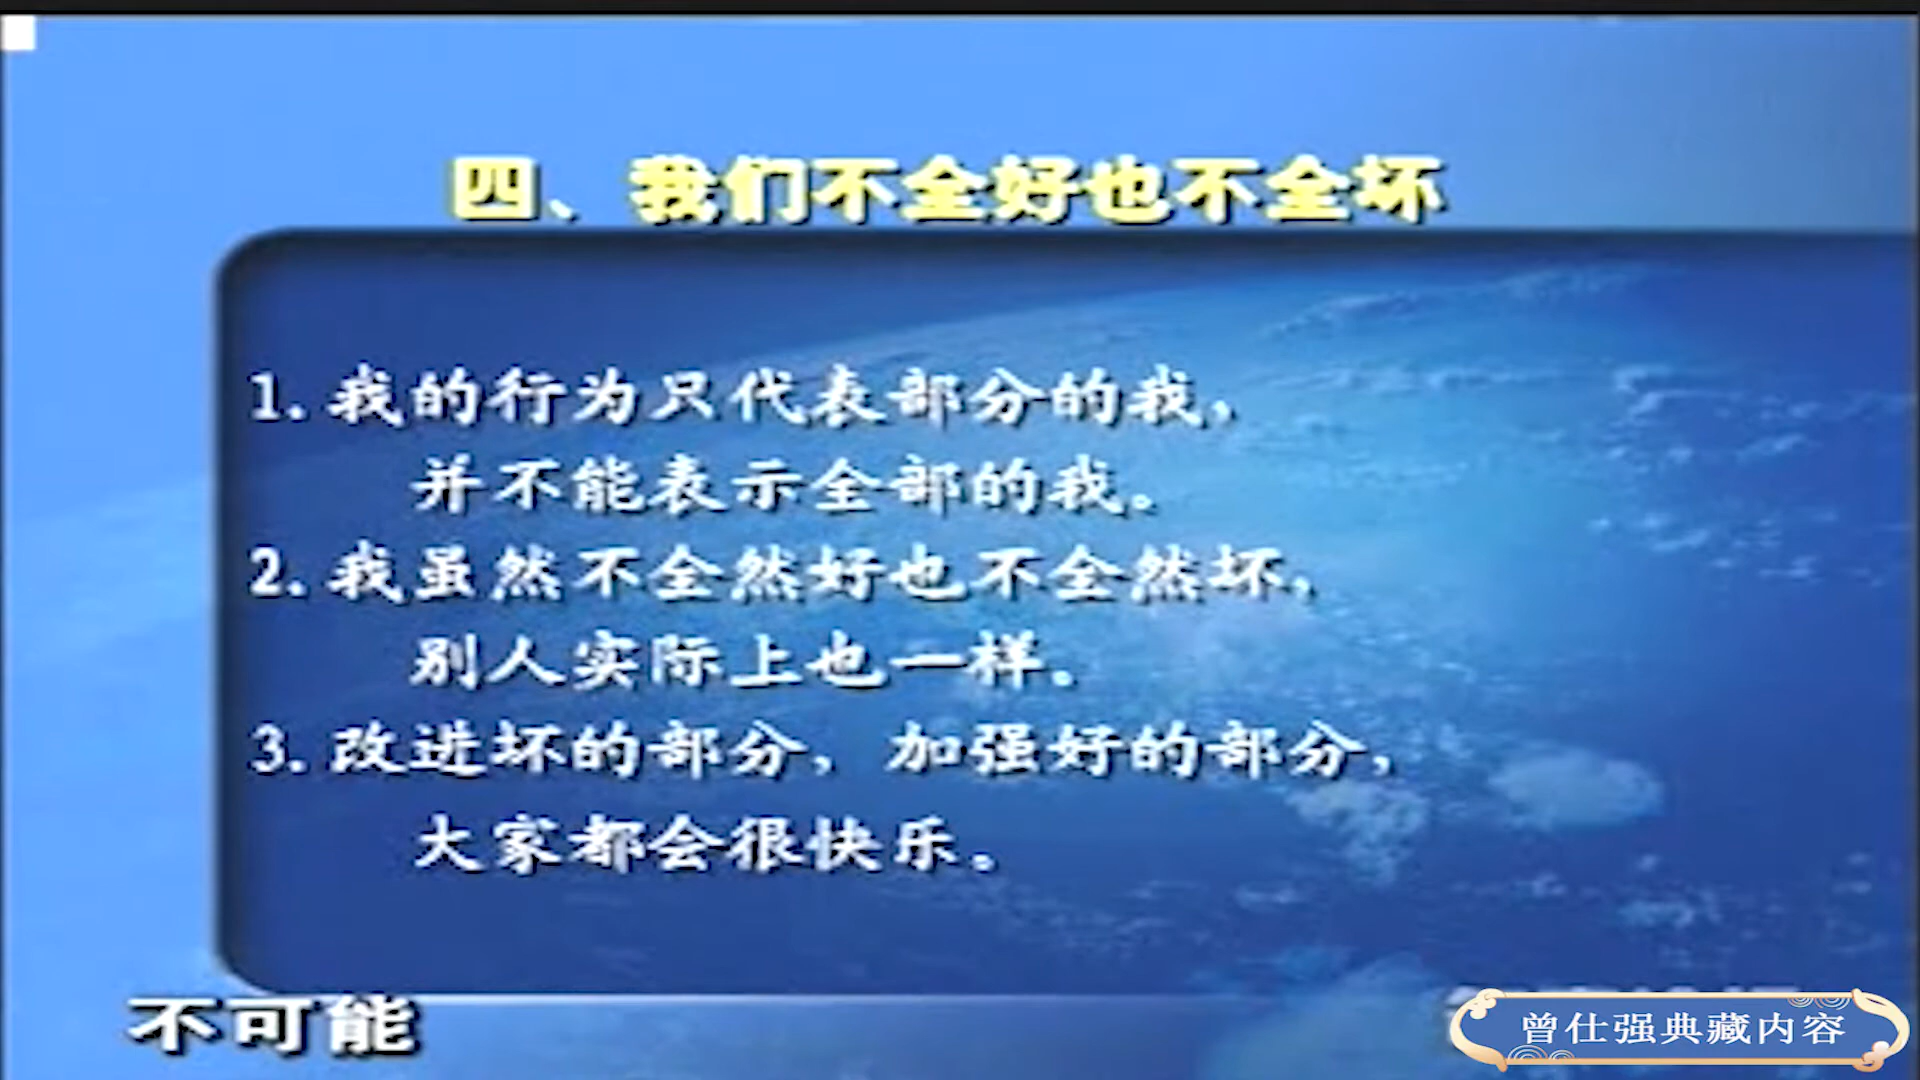 四、我们不全好也不全坏
1.我的行为只代表部分的我，
并不能表示全部的我。
2.我虽然不全然好也不全然坏，
别人实际上也一样。
3.改进坏的部分，加强好的部分，
大家都会很快乐。
不可能
曾仕强典藏内容